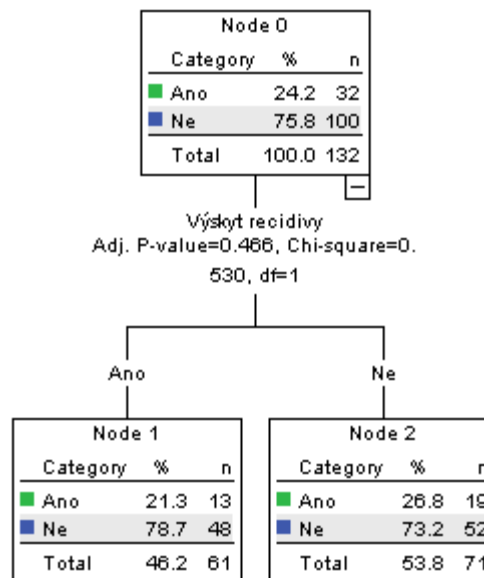 Node 0
Category % n
Ano 24.2 32
Ne 75.8 100
Total 100.0 132
Výskyt recidivy
Adj. P-value=0.466, Chi-square=0.
530, df=1
Ano
Ne
Node 1
Category % n
Ano 21.3 13
Ne 78.7 48
Total 46.2 61
Node 2
Category % n
Ano 26.8 19
Ne 73.2 52
Total 53.8 71